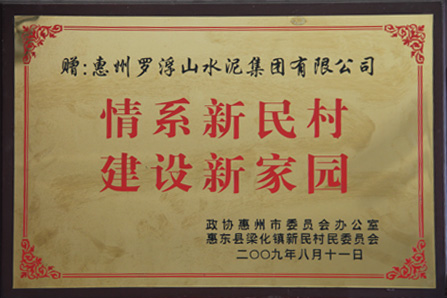 赠:惠州罗浮山水泥集团有限公司
情系新民村
建设新家园
政协惠州市委员会办公室
惠东县梁化镇新民村民委员会
二〇〇九年八月十一日